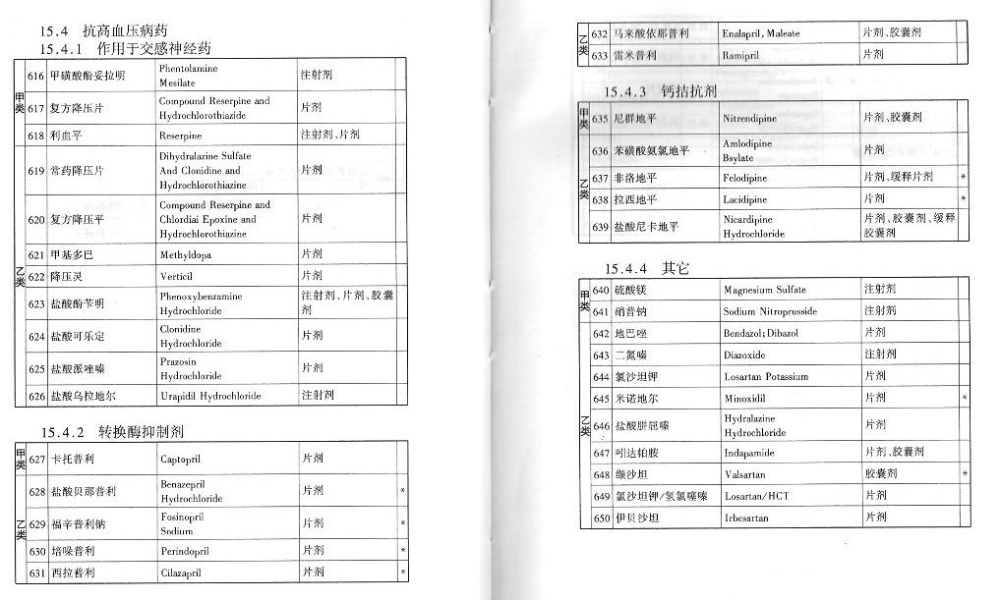 15.4 抗高血压病药
15.4.1 作用于交感神经药
甲类
616 甲磺酸酚妥拉明 Phentolamine Mesilate 注射剂
617 复方降压片 Compound Reserpine and Hydrochlorothiazide 片剂
618 利血平 Reserpine 注射剂、片剂
乙类
619 常药降压片 Dihydralazine Sulfate And Clonidine and Hydrochlorothiazine 片剂
620 复方降压平 Compound Reserpine and Chlordiai Epoxine and Hydrochlorothiazine 片剂
621 甲基多巴 Methyldopa 片剂
622 降压灵 Verticil 片剂
623 盐酸酚苄明 Phenoxybenzamine Hydrochloride 注射剂、片剂、胶囊剂
624 盐酸可乐定 Clonidine Hydrochloride 片剂
625 盐酸派唑嗪 Prazosin Hydrochloride 片剂
626 盐酸乌拉地尔 Urapidil Hydrochloride 注射剂
15.4.2 转换酶抑制剂
甲类
627 卡托普利 Captopril 片剂
乙类
628 盐酸贝那普利 Benazepril Hydrochloride 片剂 *
629 福辛普利钠 Fosinopril Sodium 片剂 *
630 培哚普利 Perindopril 片剂 *
631 西拉普利 Cilazapril 片剂 *
乙类
632 马来酸依那普利 Enalapril, Maleate 片剂、胶囊剂
633 雷米普利 Ramipril 片剂
15.4.3 钙拮抗剂
甲类
635 尼群地平 Nitrendipine 片剂、胶囊剂
乙类
636 苯磺酸氨氯地平 Amlodipine Bsylate 片剂
637 非洛地平 Felodipine 片剂、缓释片剂 *
638 拉西地平 Lacidipine 片剂 *
639 盐酸尼卡地平 Nicardipine Hydrochloride 片剂、胶囊剂、缓释胶囊剂
15.4.4 其它
甲类
640 硫酸镁 Magnesium Sulfate 注射剂
641 硝普钠 Sodium Nitroprusside 注射剂
乙类
642 地巴唑 Bendazol; Dibazol 片剂
643 二氮嗪 Diazoxide 注射剂
644 氯沙坦钾 Losartan Potassium 片剂
645 米诺地尔 Minoxidil 片剂 *
646 盐酸肼屈嗪 Hydralazine Hydrochloride 片剂
647 吲达帕胺 Indapamide 片剂、胶囊剂
648 缬沙坦 Valsartan 胶囊剂 *
649 氯沙坦钾/氢氯噻嗪 Losartan/HCT 片剂
650 伊贝沙坦 Irbesartan 片剂